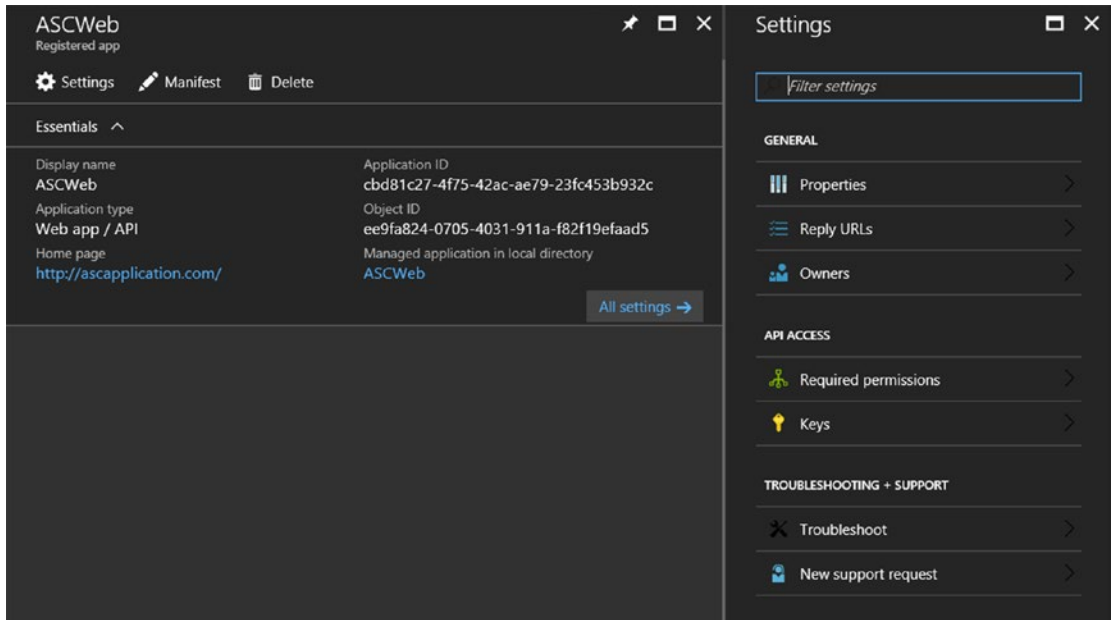 ASCWeb
Registered app
Settings Manifest Delete
Essentials
Display name
ASCWeb
Application type
Web app / API
Home page
http://ascapplication.com/
Application ID
cbd81c27-4f75-42ac-ae79-23fc453b932c
Object ID
ee9fa824-0705-4031-911a-f82f19efaad5
Managed application in local directory
ASCWeb
All settings →
Settings
Filter settings
GENERAL
Properties
Reply URLs
Owners
API ACCESS
Required permissions
Keys
TROUBLESHOOTING + SUPPORT
Troubleshoot
New support request